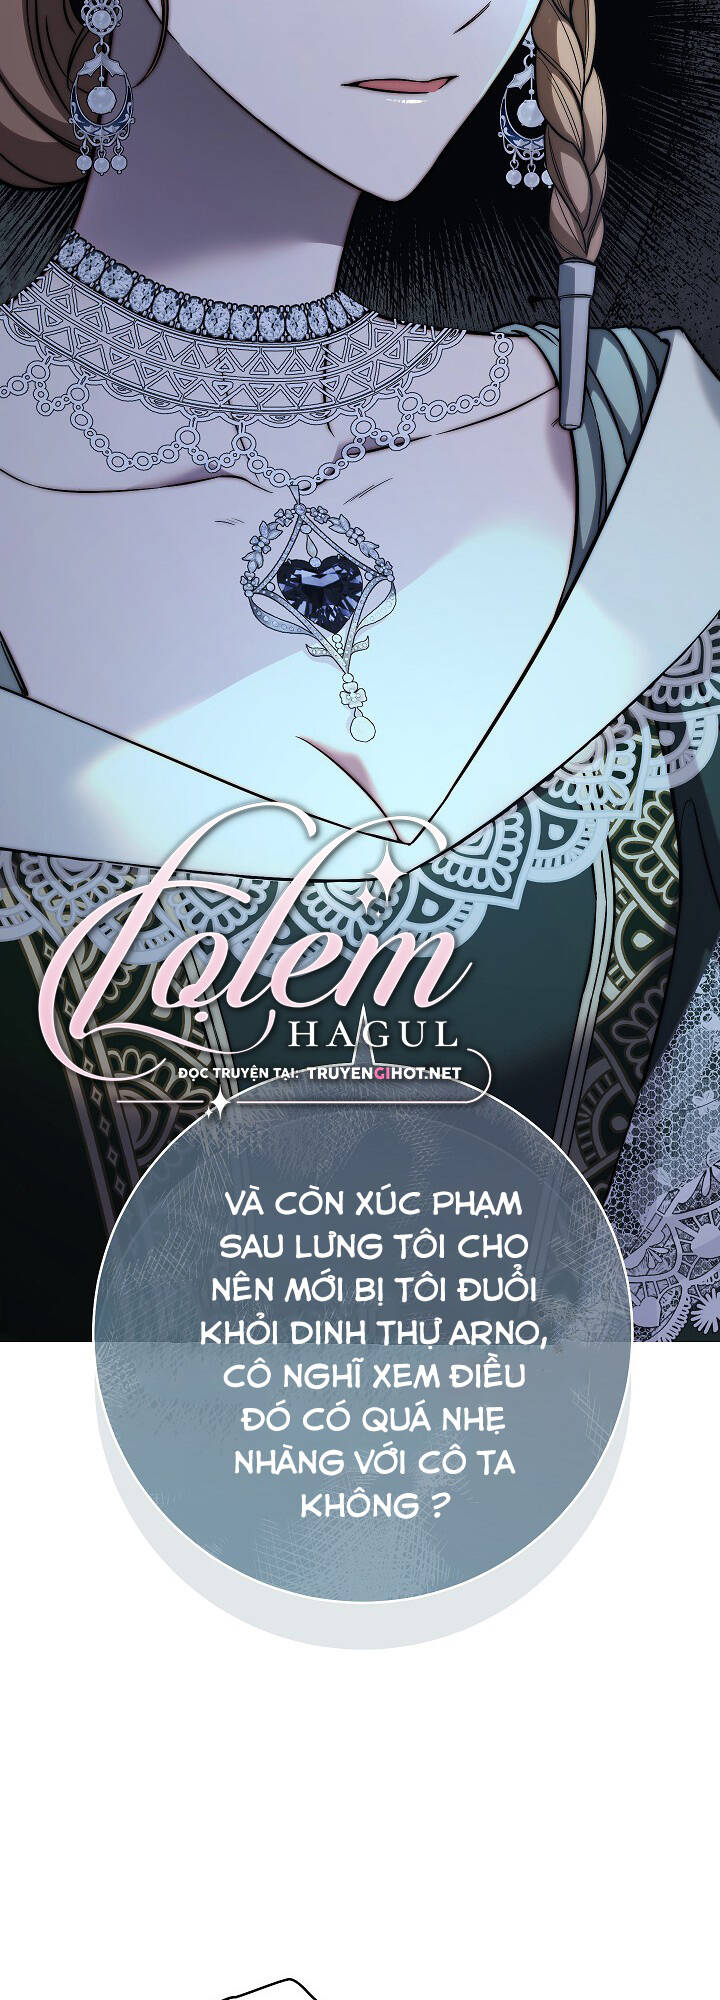 Lọlem
HAGUL
ĐỌC TRUYỆN TẠI: TRUYENGIHOT.NET
VÀ CÒN XÚC PHẠM
SAU LƯNG TÔI CHO
NÊN MỚI BỊ TÔI ĐUỔI
KHỎI DINH THỰ ARNO,
CÔ NGHĨ XEM ĐIỀU
ĐÓ CÓ QUÁ NHẸ
NHÀNG VỚI CÔ TA
KHÔNG ?